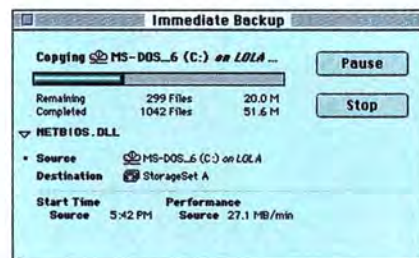 Immediate Backup
Copying MS-DOS_6 (C:) on LOLA ...
Pause
Remaining 299 Files 20.0 M
Completed 1042 Files 51.6 M
Stop
NETBIOS.DLL
• Source MS-DOS_6 (C:) on LOLA
Destination StorageSet A
Start Time Performance
Source 5:42 PM Source 27.1 MB/min